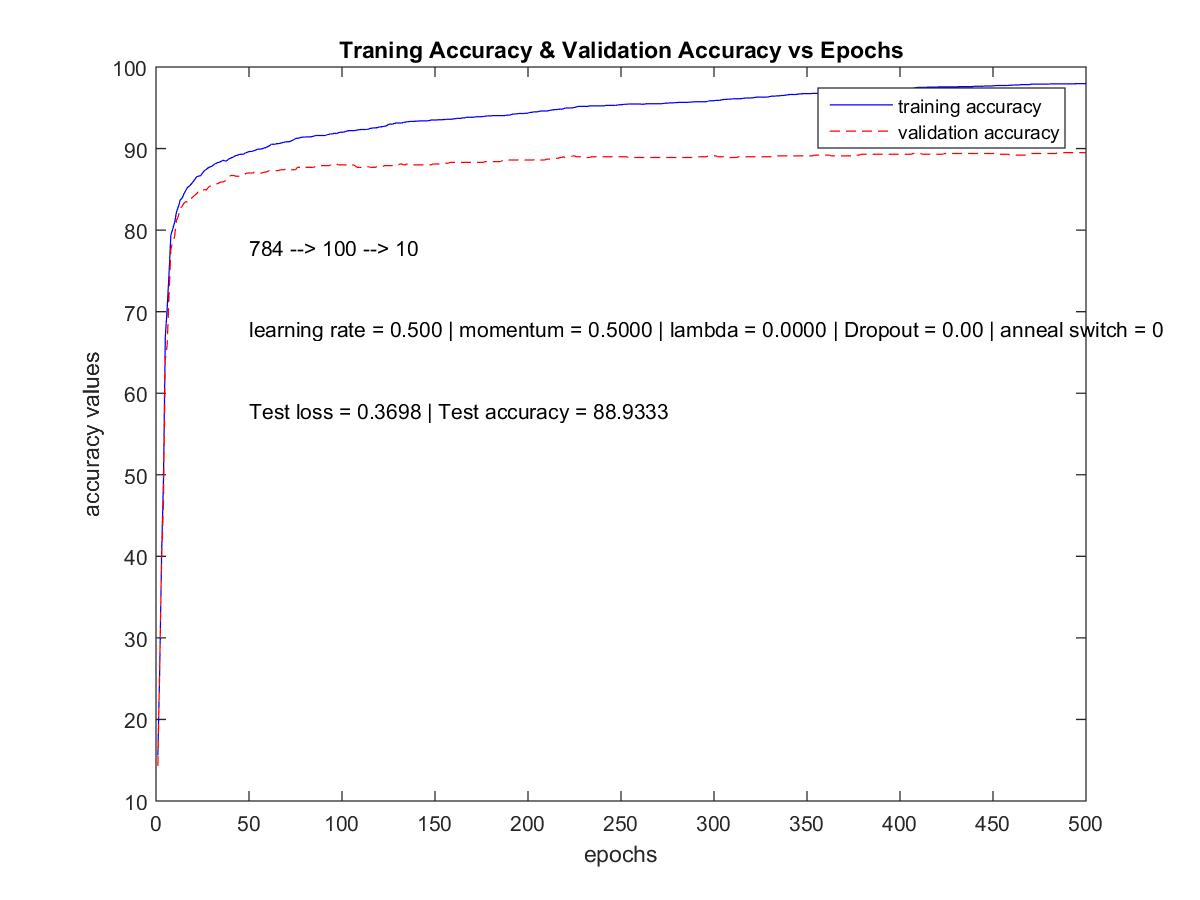 Traning Accuracy & Validation Accuracy vs Epochs
100
90
80
70
60
50
40
30
20
10
accuracy values
training accuracy
validation accuracy
784 --> 100 --> 10
learning rate = 0.500 | momentum = 0.5000 | lambda = 0.0000 | Dropout = 0.00 | anneal switch = 0
Test loss = 0.3698 | Test accuracy = 88.9333
0 50 100 150 200 250 300 350 400 450 500
epochs